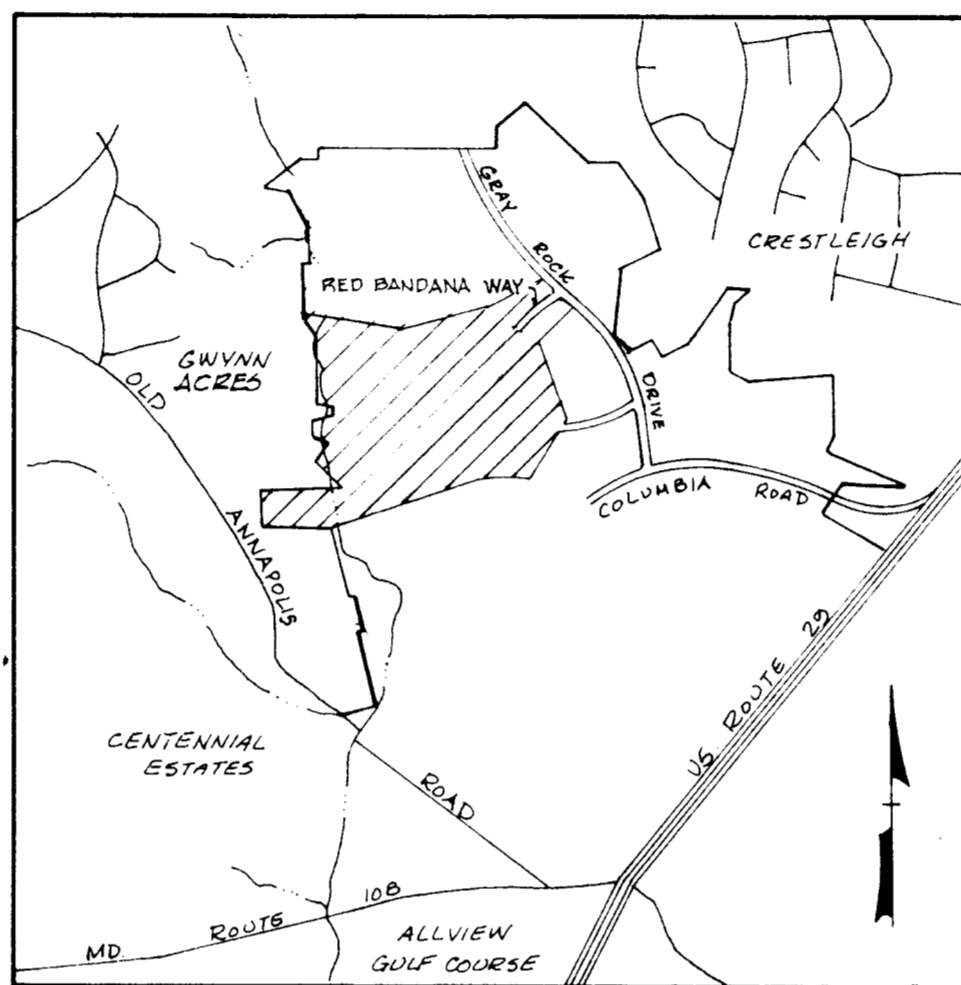 GRAY ROCK DRIVE
CRESTLEIGH
RED BANDANA WAY
GWYNN
ACRES
OLD ANNAPOLIS ROAD
COLUMBIA ROAD
US ROUTE 29
CENTENNIAL
ESTATES
MD. ROUTE 108
ALLVIEW
GULF COURSE